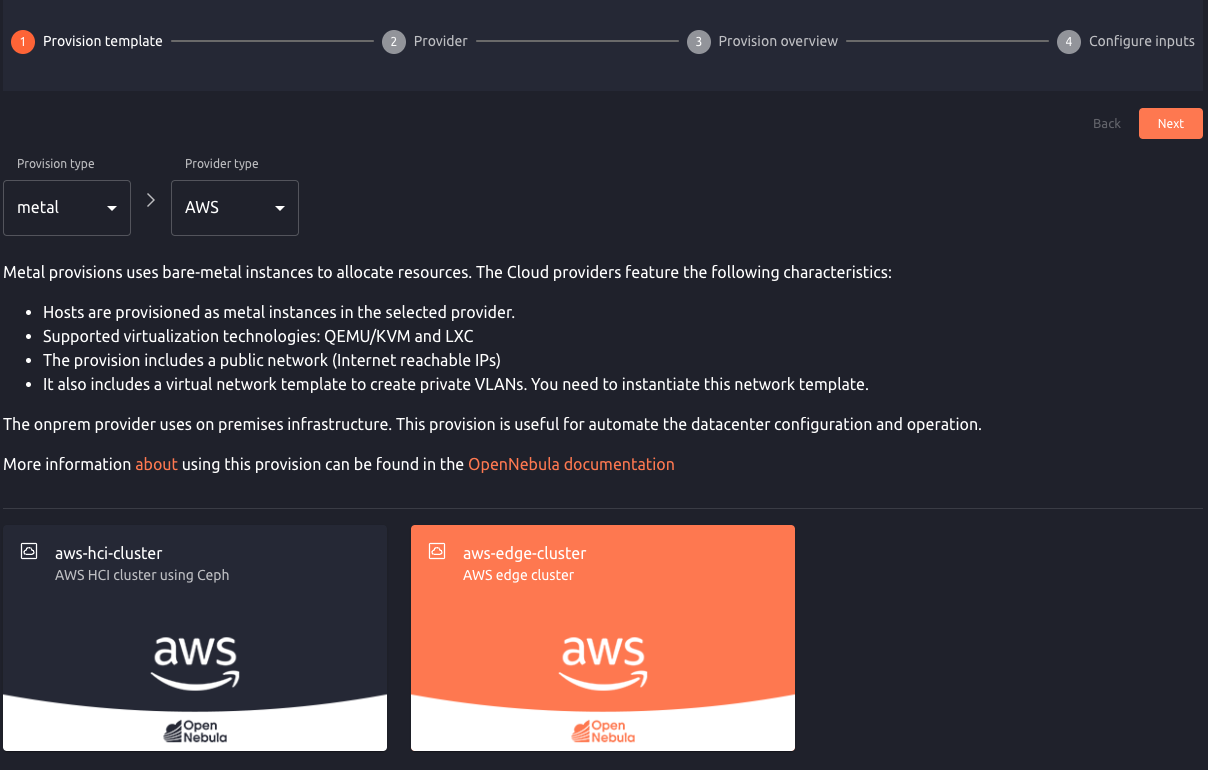 1 Provision template 2 Provider 3 Provision overview 4 Configure inputs
Back Next
Provision type Provider type
metal AWS
Metal provisions uses bare-metal instances to allocate resources. The Cloud providers feature the following characteristics:
• Hosts are provisioned as metal instances in the selected provider.
• Supported virtualization technologies: QEMU/KVM and LXC
• The provision includes a public network (Internet reachable IPs)
• It also includes a virtual network template to create private VLANs. You need to instantiate this network template.
The onprem provider uses on premises infrastructure. This provision is useful for automate the datacenter configuration and operation.
More information about using this provision can be found in the OpenNebula documentation
aws-hci-cluster
AWS HCI cluster using Ceph
aws
Open
Nebula
aws-edge-cluster
AWS edge cluster
aws
Open
Nebula